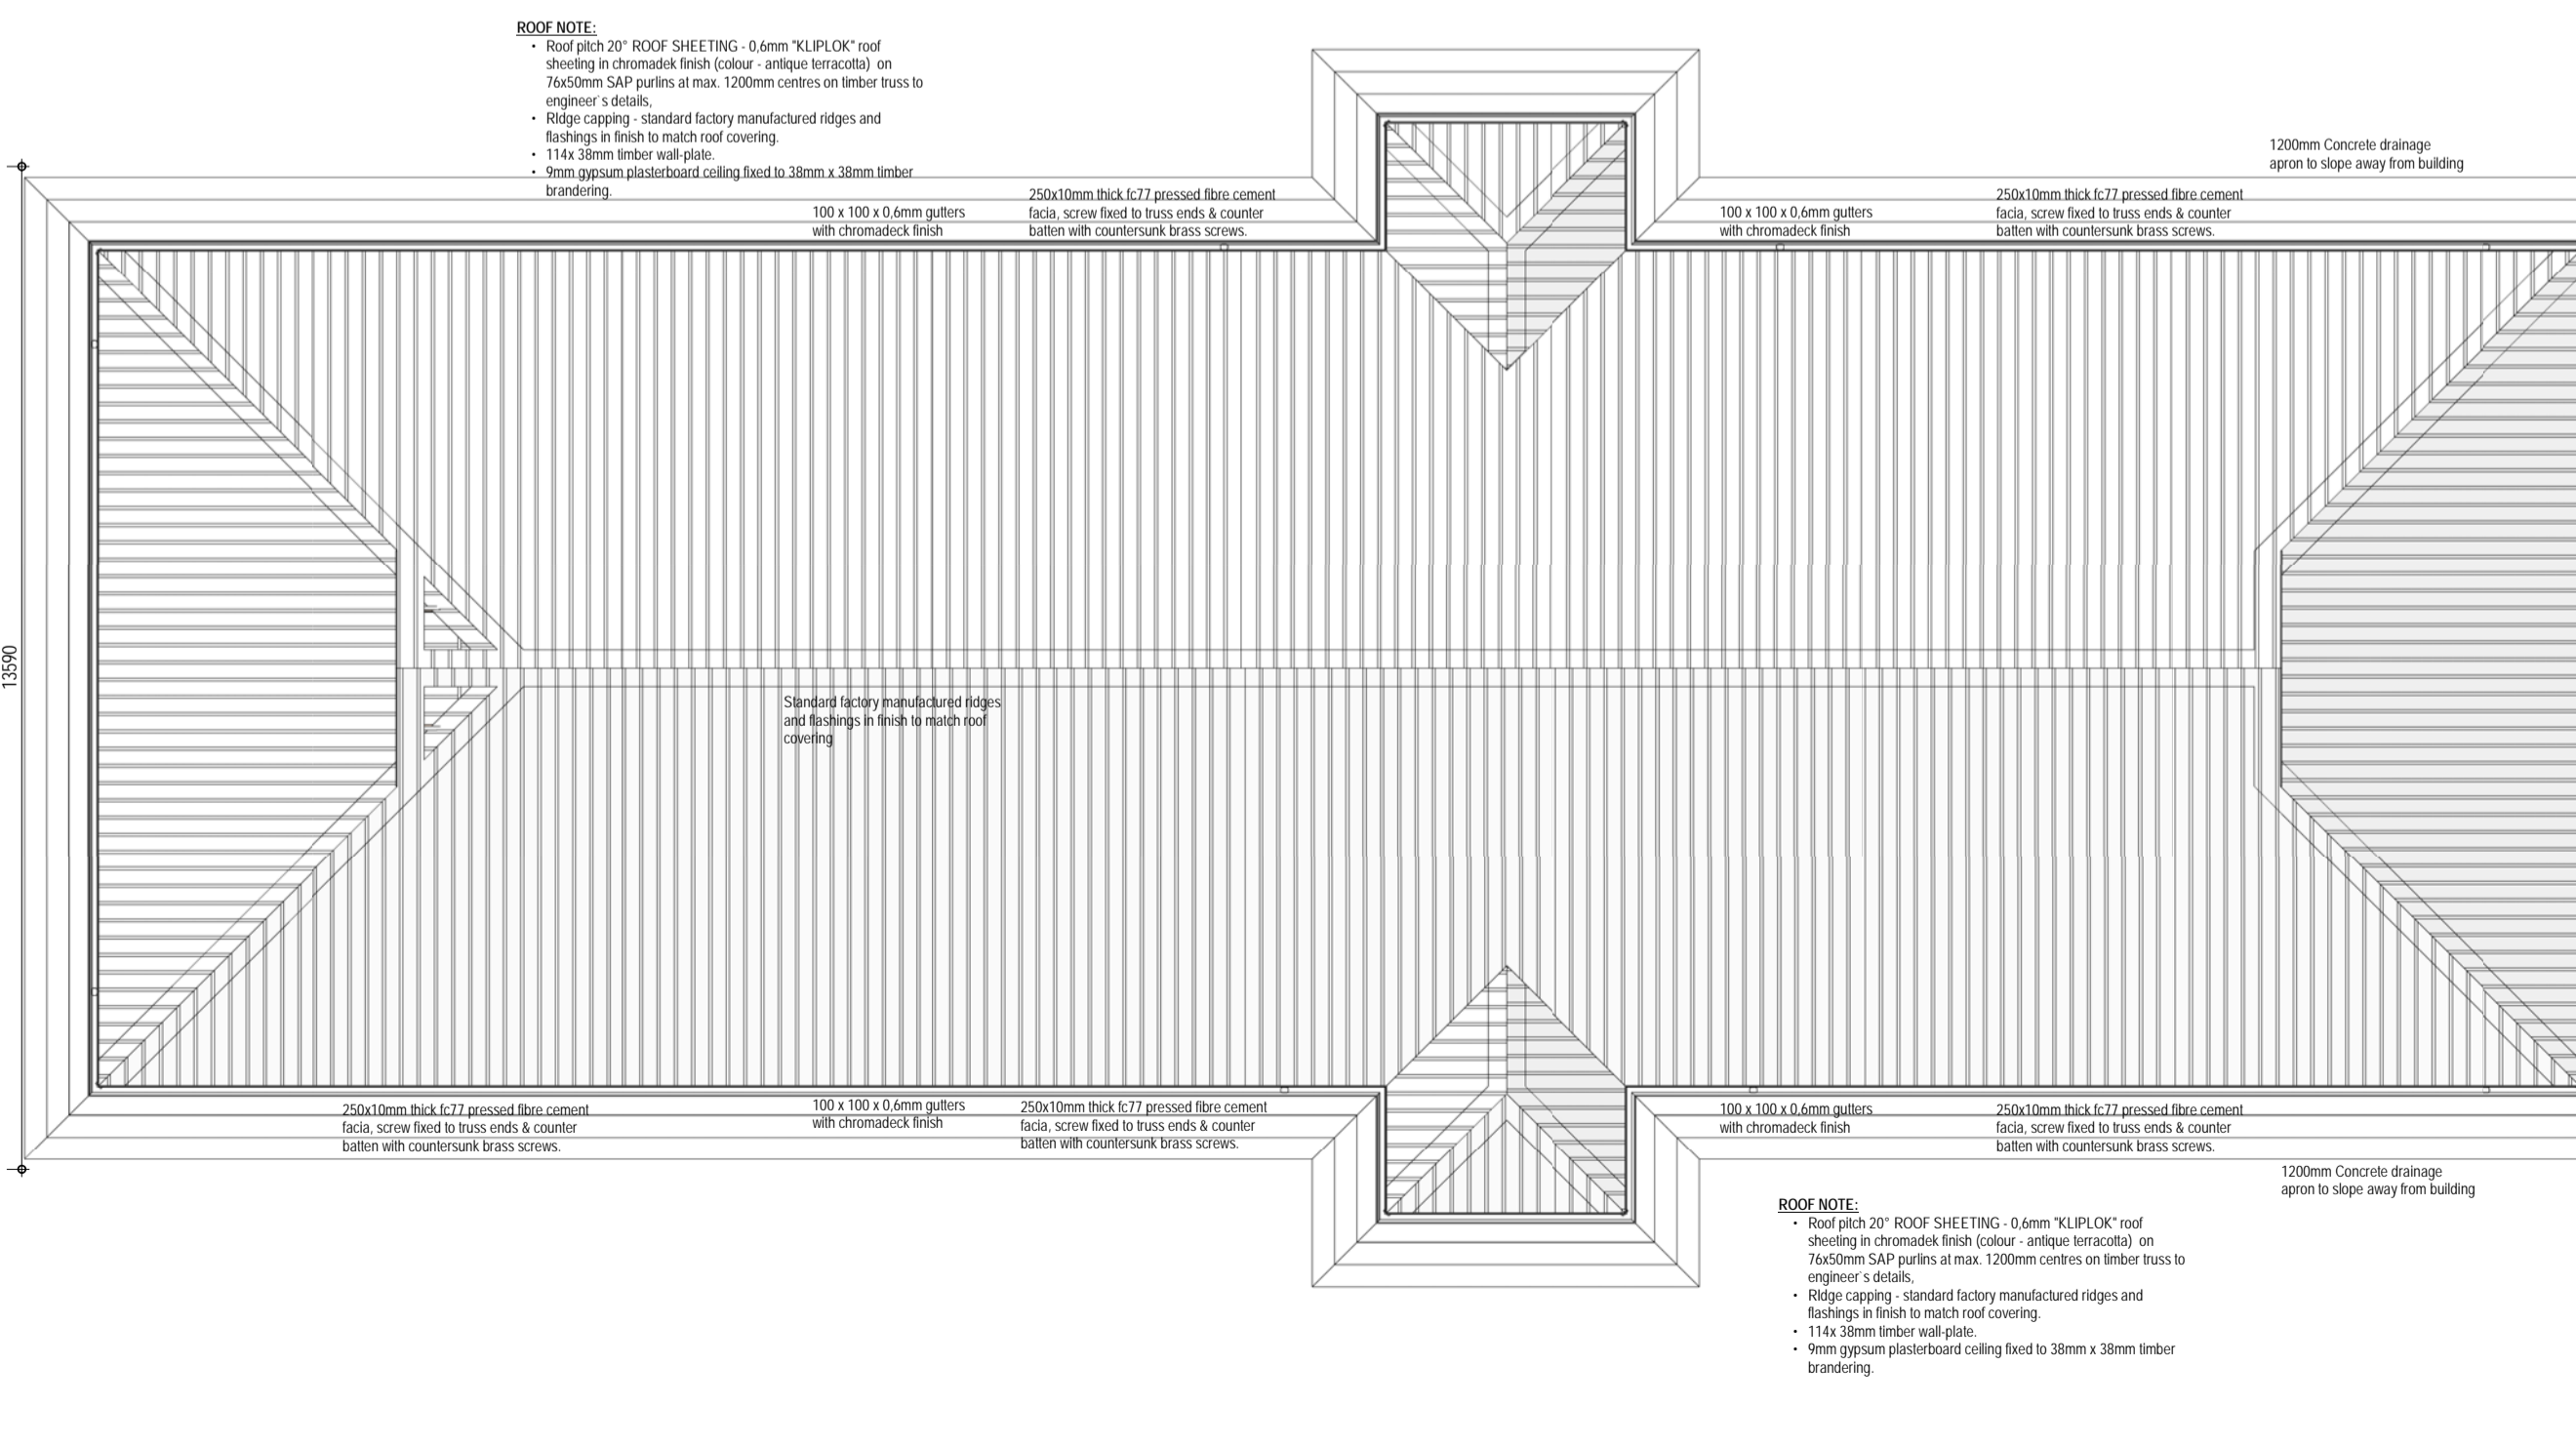 ROOF NOTE:
• Roof pitch 20° ROOF SHEETING - 0,6mm "KLIPLOK" roof
sheeting in chromadek finish (colour - antique terracotta) on
76x50mm SAP purlins at max. 1200mm centres on timber truss to
engineer`s details,
• RIdge capping - standard factory manufactured ridges and
flashings in finish to match roof covering.
• 114x 38mm timber wall-plate.
• 9mm gypsum plasterboard ceiling fixed to 38mm x 38mm timber
brandering.
1200mm Concrete drainage
apron to slope away from building
100 x 100 x 0,6mm gutters
with chromadeck finish
250x10mm thick fc77 pressed fibre cement
facia, screw fixed to truss ends & counter
batten with countersunk brass screws.
100 x 100 x 0,6mm gutters
with chromadeck finish
250x10mm thick fc77 pressed fibre cement
facia, screw fixed to truss ends & counter
batten with countersunk brass screws.
13590
Standard factory manufactured ridges
and flashings in finish to match roof
covering
250x10mm thick fc77 pressed fibre cement
facia, screw fixed to truss ends & counter
batten with countersunk brass screws.
100 x 100 x 0,6mm gutters
with chromadeck finish
250x10mm thick fc77 pressed fibre cement
facia, screw fixed to truss ends & counter
batten with countersunk brass screws.
100 x 100 x 0,6mm gutters
with chromadeck finish
250x10mm thick fc77 pressed fibre cement
facia, screw fixed to truss ends & counter
batten with countersunk brass screws.
1200mm Concrete drainage
apron to slope away from building
ROOF NOTE:
• Roof pitch 20° ROOF SHEETING - 0,6mm "KLIPLOK" roof
sheeting in chromadek finish (colour - antique terracotta) on
76x50mm SAP purlins at max. 1200mm centres on timber truss to
engineer`s details,
• RIdge capping - standard factory manufactured ridges and
flashings in finish to match roof covering.
• 114x 38mm timber wall-plate.
• 9mm gypsum plasterboard ceiling fixed to 38mm x 38mm timber
brandering.